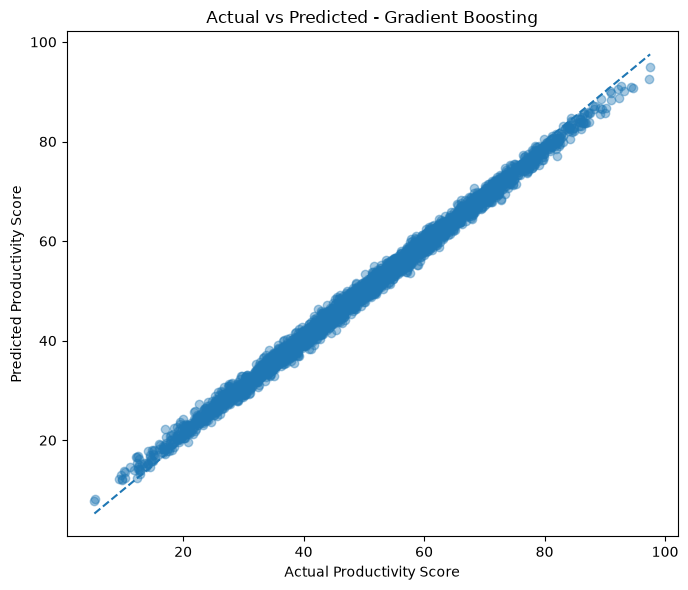 Actual vs Predicted - Gradient Boosting
100
80
60
40
20
Predicted Productivity Score
20 40 60 80 100
Actual Productivity Score